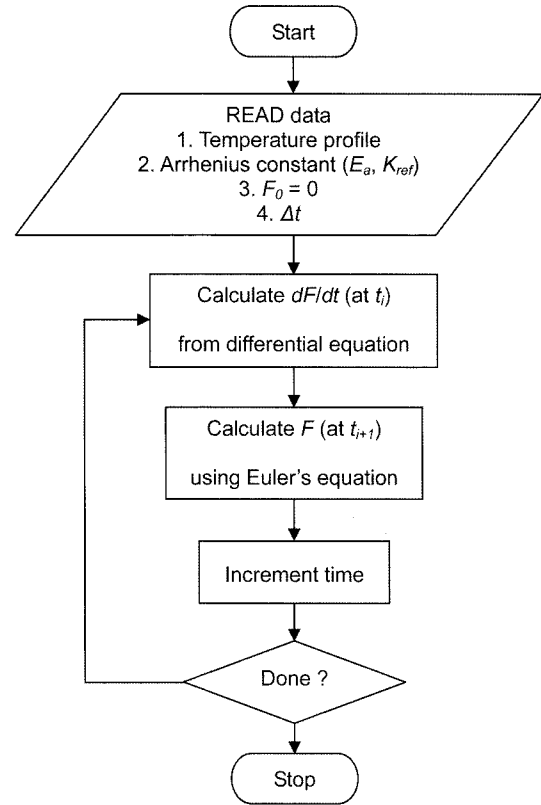 Start
READ data
1. Temperature profile
2. Arrhenius constant (Eₐ, K_ref)
3. F₀ = 0
4. Δt
Calculate dF/dt (at tᵢ)
from differential equation
Calculate F (at tᵢ₊₁)
using Euler's equation
Increment time
Done ?
Stop